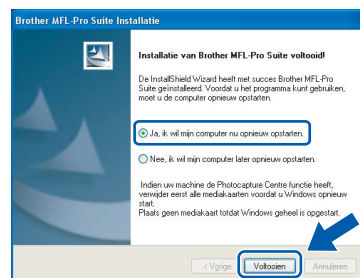 Brother MFL-Pro Suite Installatie
Installatie van Brother MFL-Pro Suite voltooid!
De InstallShield Wizard heeft met succes Brother MFL-Pro
Suite geïnstalleerd. Voordat u het programma kunt gebruiken,
moet u de computer opnieuw opstarten.
Ja, ik wil mijn computer nu opnieuw opstarten.
Nee, ik wil mijn computer later opnieuw opstarten.
Indien uw machine de Photocapture Centre functie heeft,
verwijder eerst alle mediakaarten voordat u Windows opnieuw
start.
Plaats geen mediakaart totdat Windows geheel is opgestart.
< Vorige
Voltooien
Annuleren